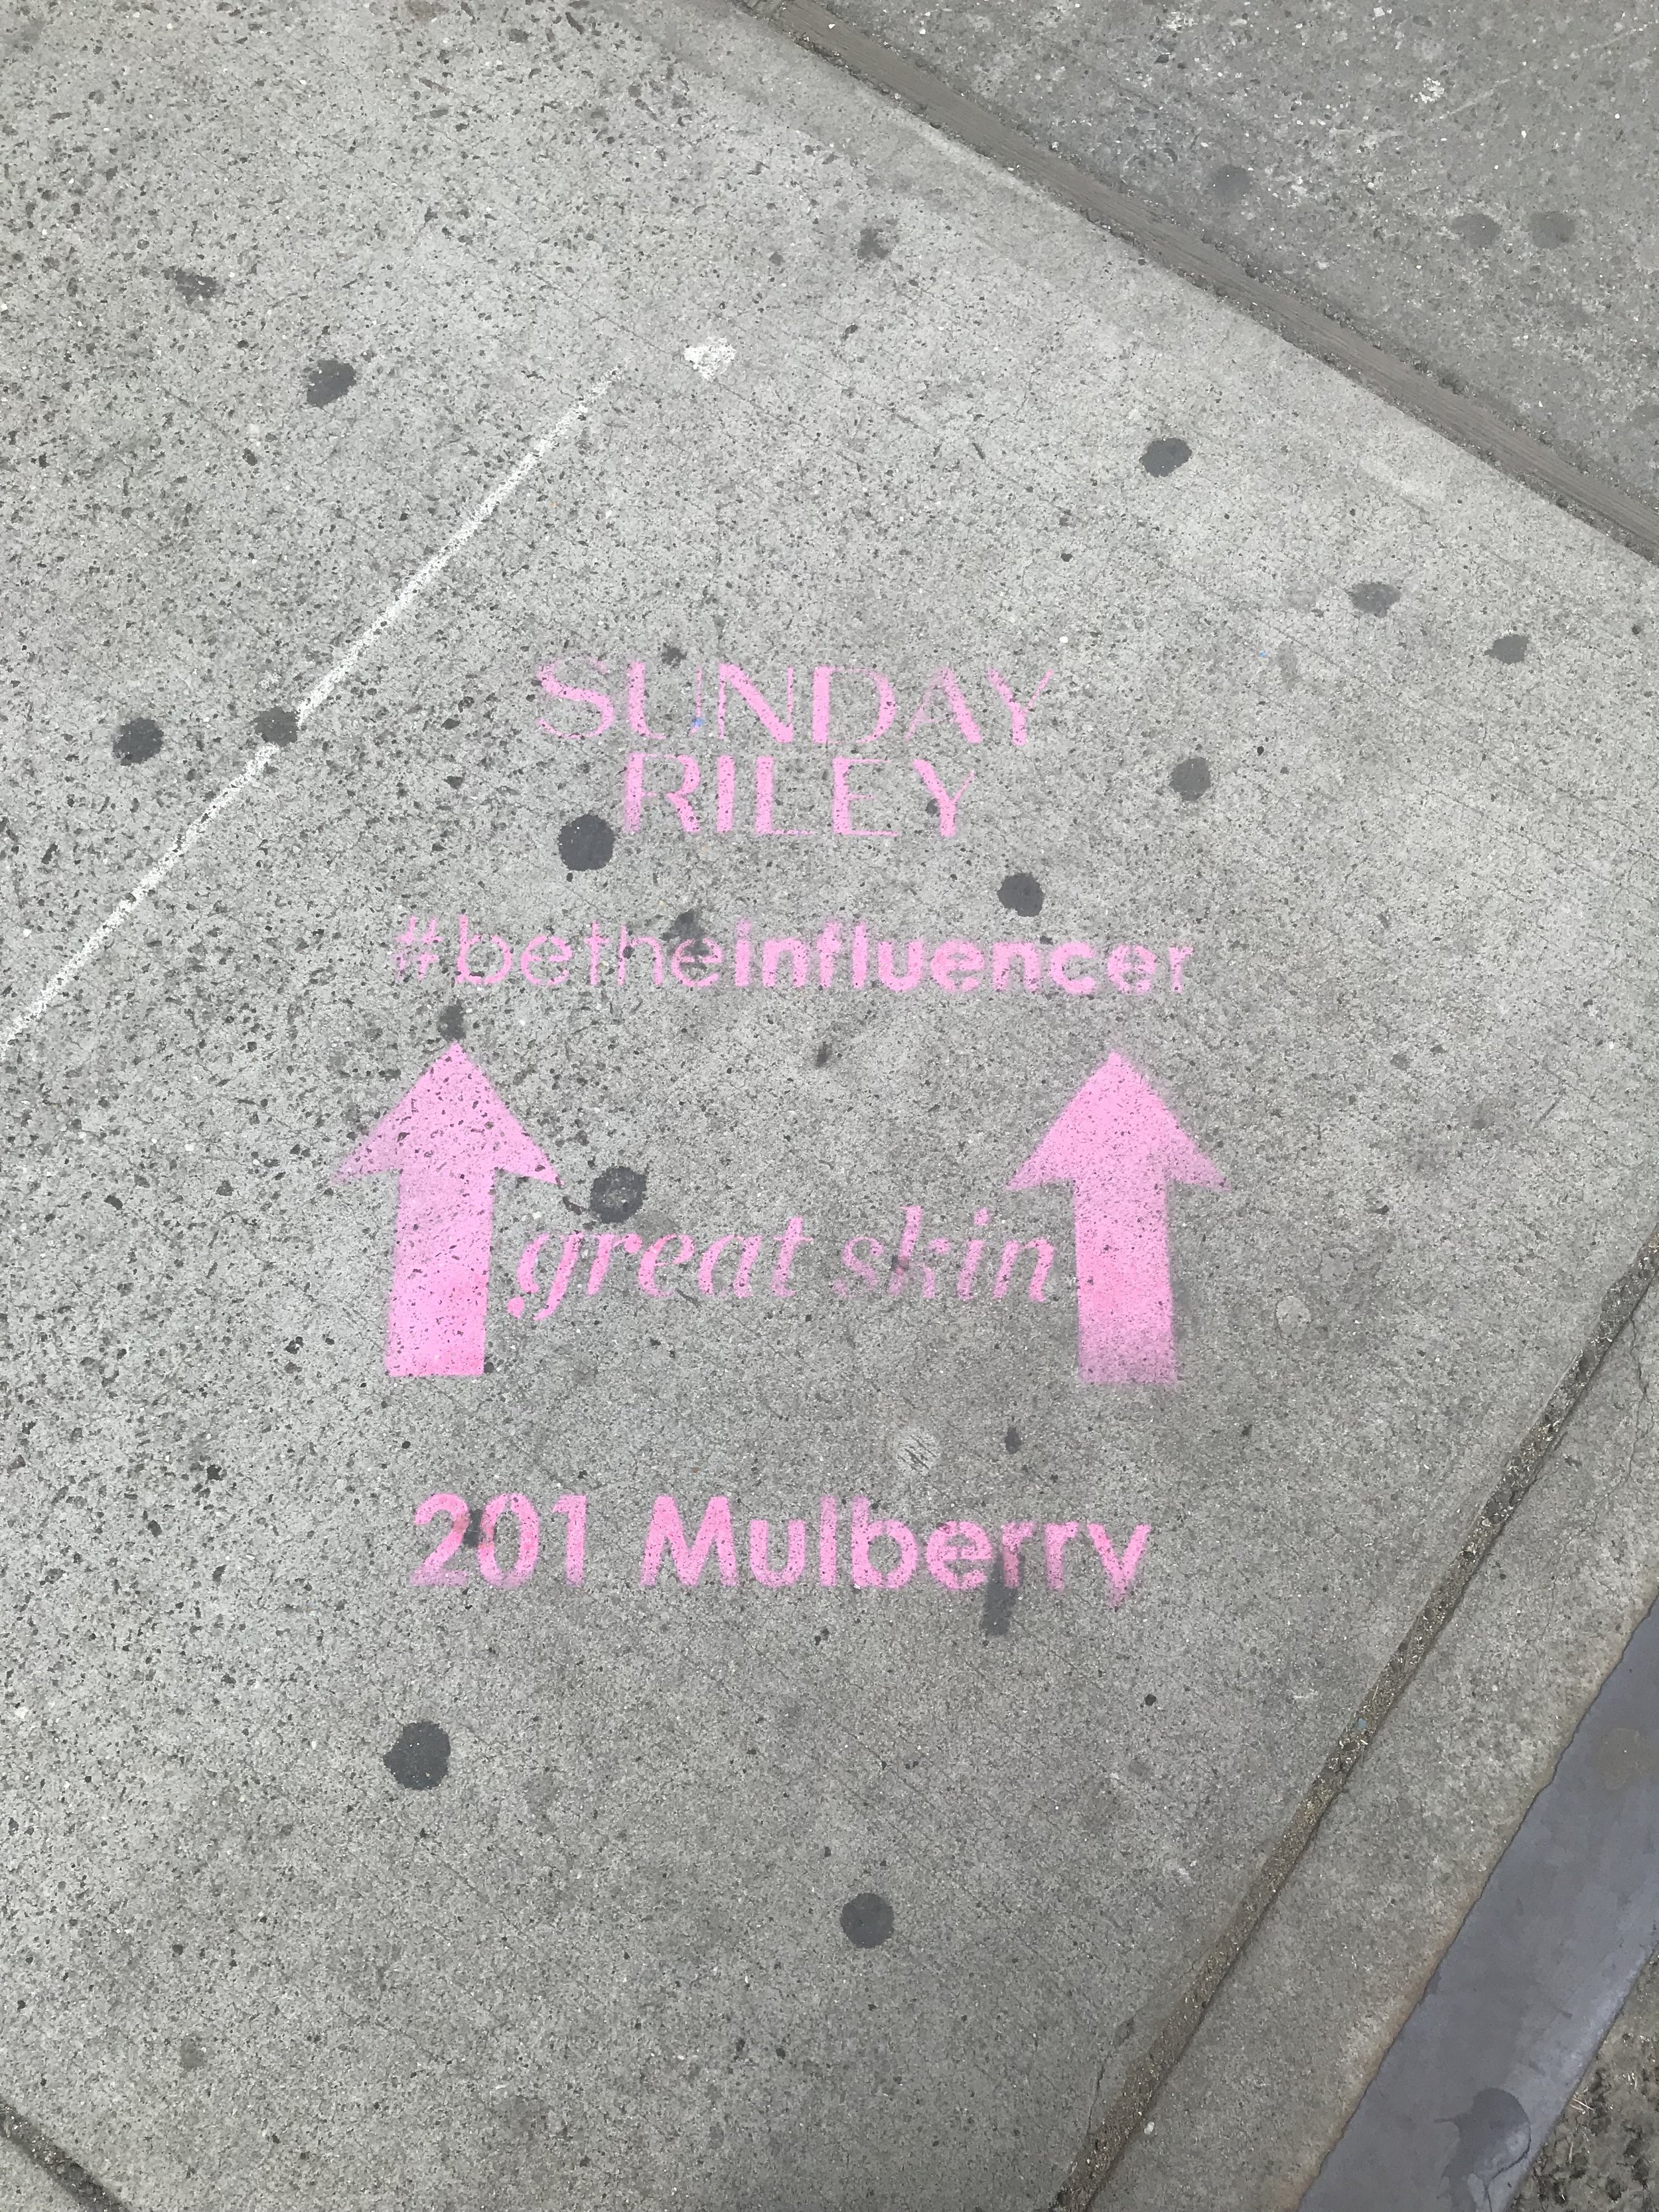 SUNDAY
RILEY
#betheinfluencer
great skin
201 Mulberry